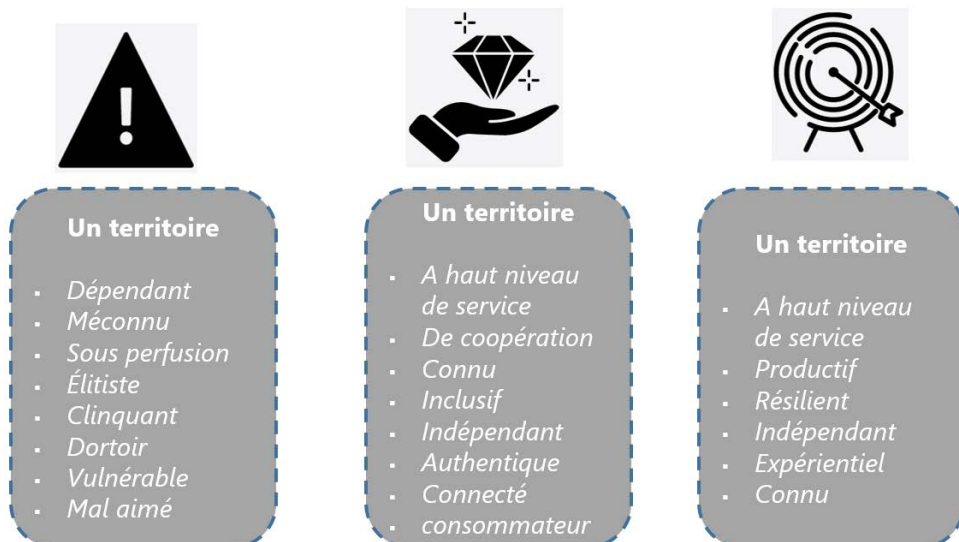 Un territoire
▪ Dépendant
▪ Méconnu
▪ Sous perfusion
▪ Élitiste
▪ Clinquant
▪ Dortoir
▪ Vulnérable
▪ Mal aimé
Un territoire
▪ A haut niveau
de service
▪ De coopération
▪ Connu
▪ Inclusif
▪ Indépendant
▪ Authentique
▪ Connecté
▪ consommateur
Un territoire
▪ A haut niveau
de service
▪ Productif
▪ Résilient
▪ Indépendant
▪ Expérientiel
▪ Connu